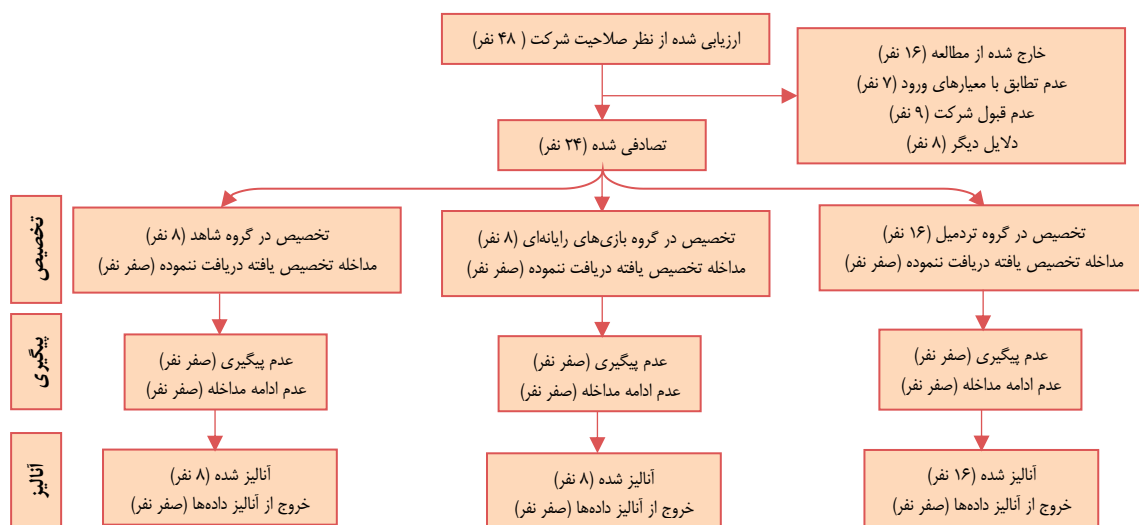 ارزیابی شده از نظر صلاحیت شرکت ( ۴۸ نفر)
خارج شده از مطالعه (۱۶ نفر)
عدم تطابق با معیارهای ورود (۷ نفر)
عدم قبول شرکت (۹ نفر)
دلایل دیگر (۸ نفر)
تصادفی شده (۲۴ نفر)
تخصیص
تخصیص در گروه تردمیل (۱۶ نفر)
مداخله تخصیص یافته دریافت ننموده (صفر نفر)
تخصیص در گروه بازی‌های رایانه‌ای (۸ نفر)
مداخله تخصیص یافته دریافت ننموده (صفر نفر)
تخصیص در گروه شاهد (۸ نفر)
مداخله تخصیص یافته دریافت ننموده (صفر نفر)
پیگیری
عدم پیگیری (صفر نفر)
عدم ادامه مداخله (صفر نفر)
عدم پیگیری (صفر نفر)
عدم ادامه مداخله (صفر نفر)
عدم پیگیری (صفر نفر)
عدم ادامه مداخله (صفر نفر)
آنالیز
آنالیز شده (۱۶ نفر)
خروج از آنالیز داده‌ها (صفر نفر)
آنالیز شده (۸ نفر)
خروج از آنالیز داده‌ها (صفر نفر)
آنالیز شده (۸ نفر)
خروج از آنالیز داده‌ها (صفر نفر)